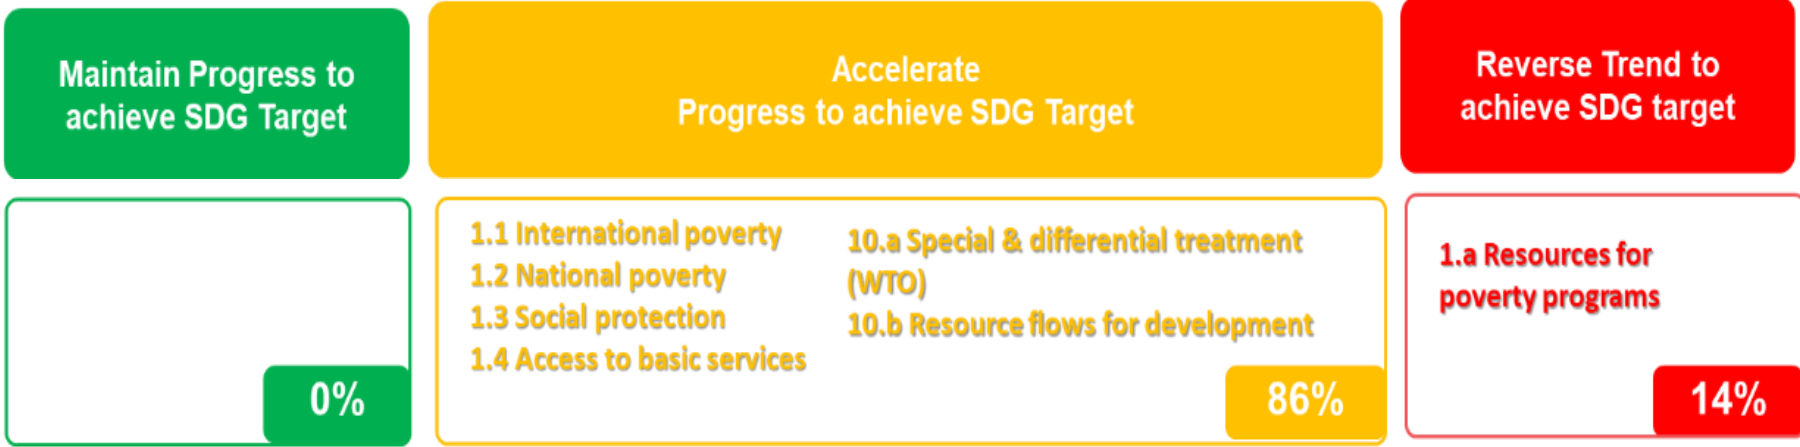 Maintain Progress to
achieve SDG Target
0%
Accelerate
Progress to achieve SDG Target
1.1 International poverty
1.2 National poverty
1.3 Social protection
1.4 Access to basic services
10.a Special & differential treatment
(WTO)
10.b Resource flows for development
86%
Reverse Trend to
achieve SDG target
1.a Resources for
poverty programs
14%